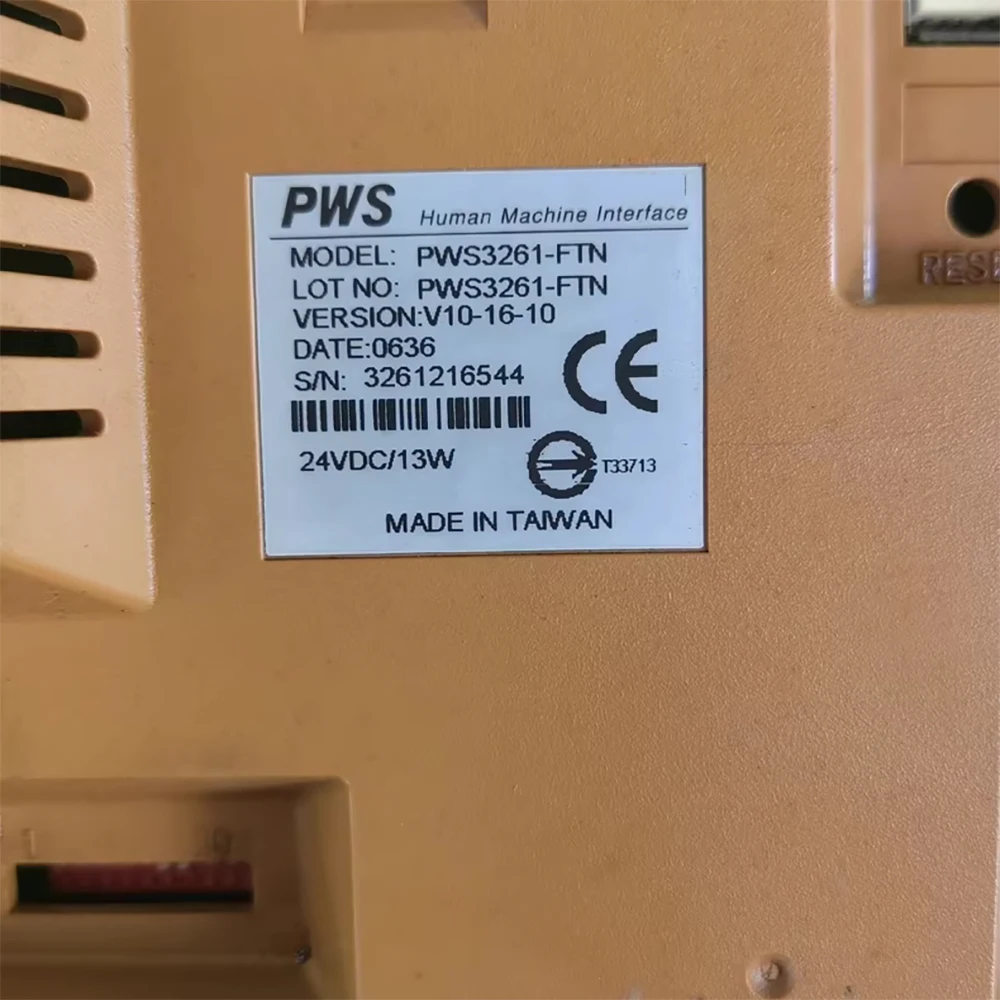 PWS Human Machine Interface
MODEL: PWS3261-FTN
LOT NO: PWS3261-FTN
VERSION:V10-16-10
DATE:0636
S/N: 3261216544
CE
24VDC/13W
T33713
MADE IN TAIWAN
RESE